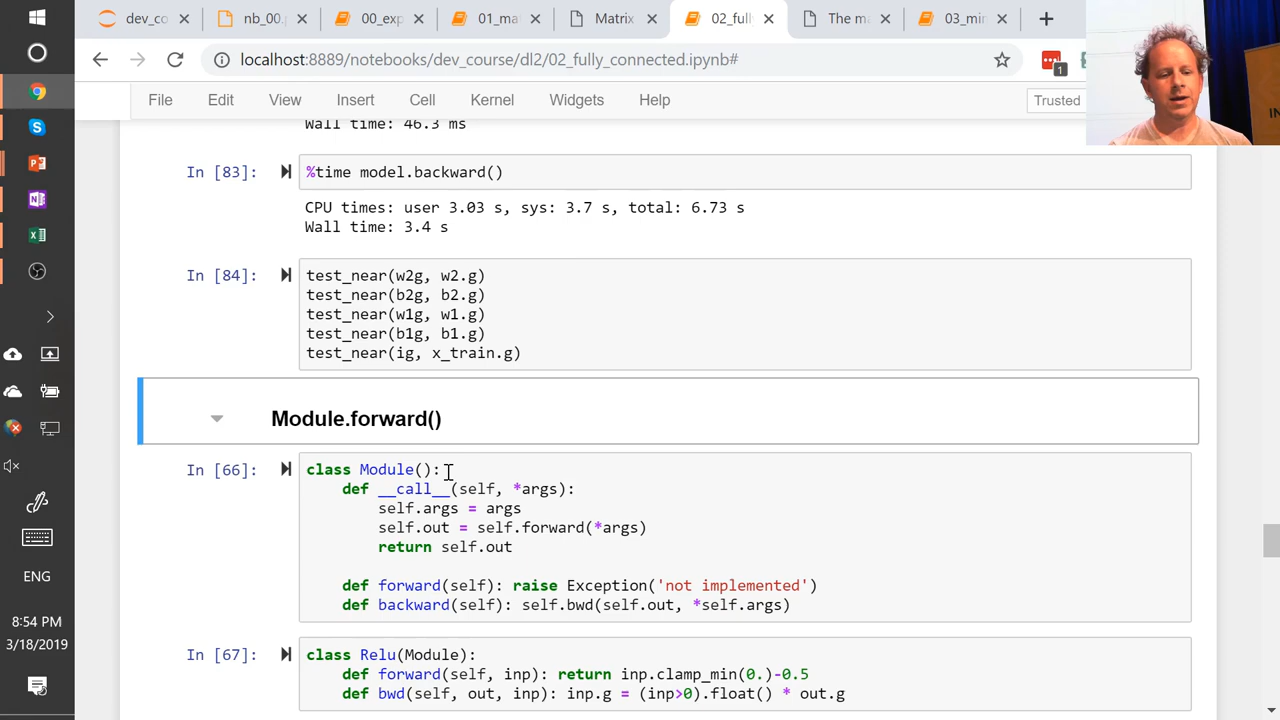 dev_co
nb_00.
00_exp
01_ma
Matrix
02_fully
The m
03_mi
localhost:8889/notebooks/dev_course/dl2/02_fully_connected.ipynb#
1
File Edit View Insert Cell Kernel Widgets Help
Trusted
IN
Wall time: 46.3 ms
In [83]: %time model.backward()
CPU times: user 3.03 s, sys: 3.7 s, total: 6.73 s
Wall time: 3.4 s
In [84]: test_near(w2g, w2.g)
test_near(b2g, b2.g)
test_near(w1g, w1.g)
test_near(b1g, b1.g)
test_near(ig, x_train.g)
Module.forward()
In [66]: class Module():
def __call__(self, *args):
self.args = args
self.out = self.forward(*args)
return self.out
def forward(self): raise Exception('not implemented')
def backward(self): self.bwd(self.out, *self.args)
In [67]: class Relu(Module):
def forward(self, inp): return inp.clamp_min(0.)-0.5
def bwd(self, out, inp): inp.g = (inp>0).float() * out.g
ENG
8:54 PM
3/18/2019